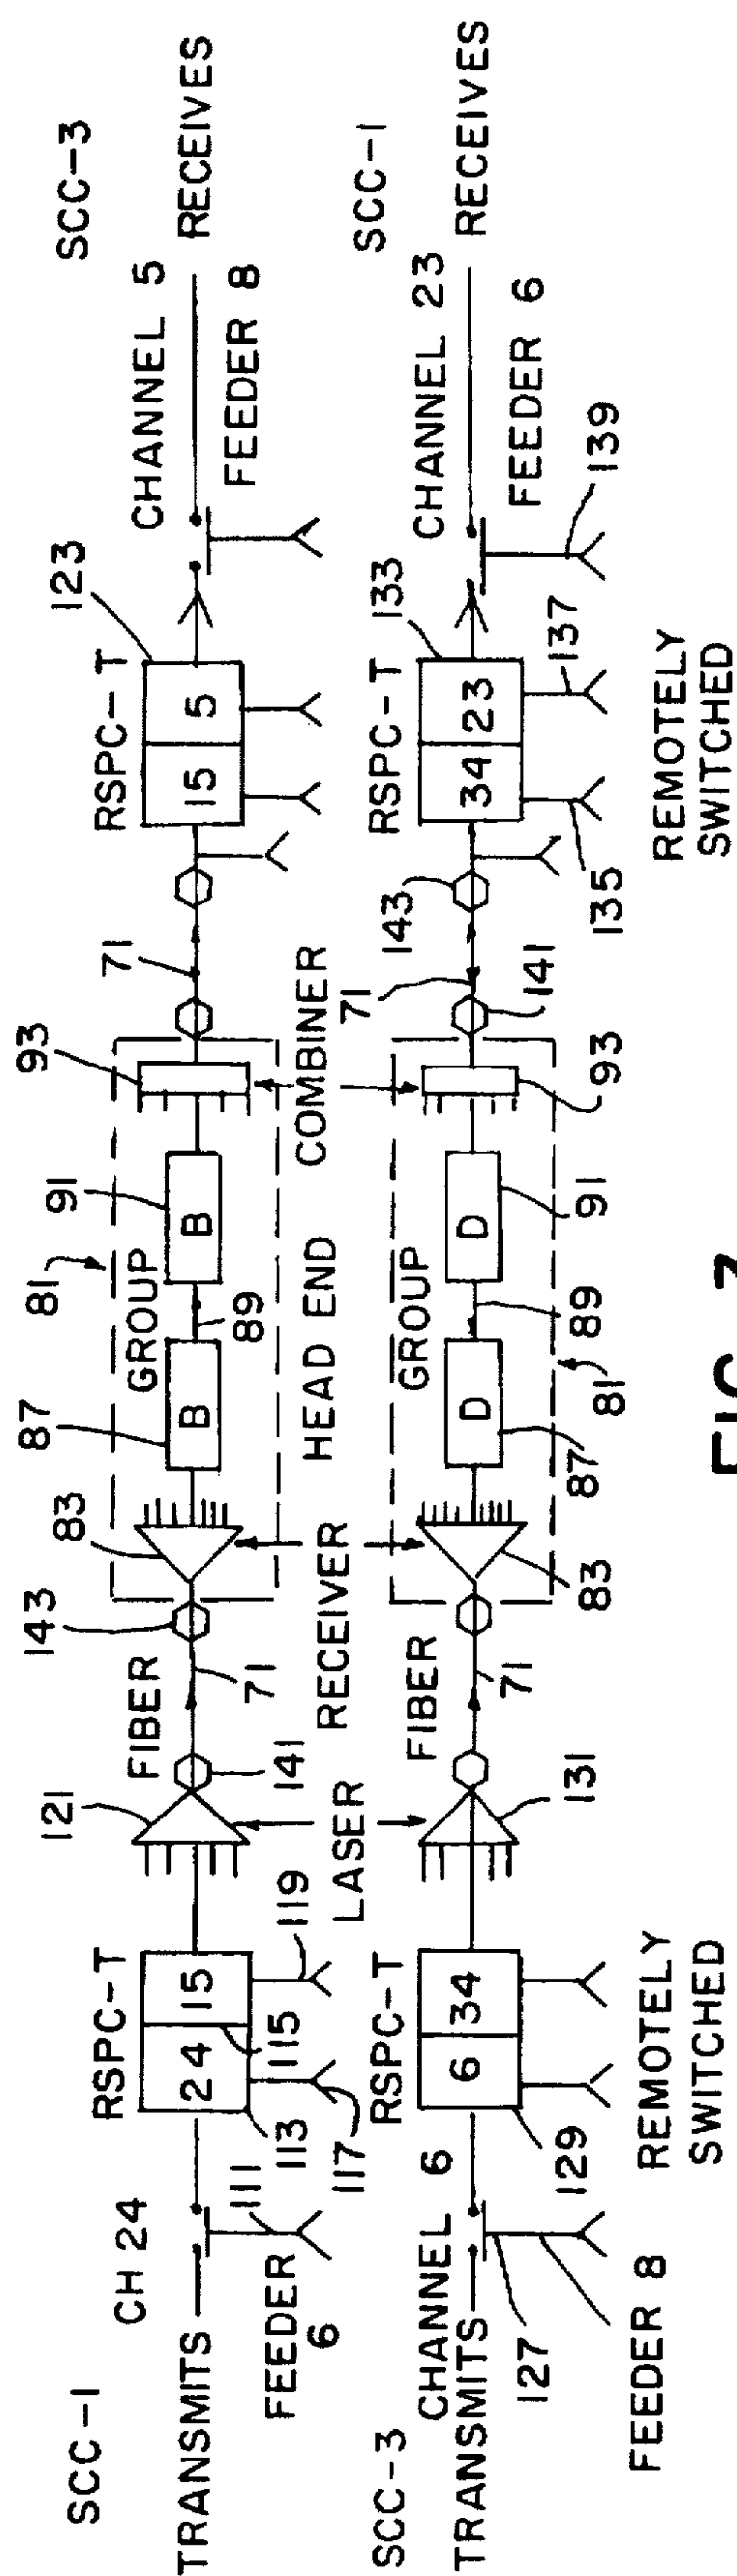 SCC-1
TRANSMITS
CH 24
FEEDER
6
111
113
RSPC-T
24 15
115
117
119
121
141
FIBER
71
143
83
87
GROUP
B
89
81
B
91
93
71
RSPC-T
15 5
123
CHANNEL 5
FEEDER 8
SCC-3
RECEIVES
LASER
RECEIVER
HEAD END
COMBINER
SCC-3
TRANSMITS
CHANNEL 6
127
FEEDER 8
129
RSPC-T
6 34
REMOTELY
SWITCHED
131
FIBER
71
83
87
GROUP
D
89
81
D
91
93
141
71
143
RSPC-T
34 23
133
135
137
139
REMOTELY
SWITCHED
CHANNEL 23
FEEDER 6
SCC-1
RECEIVES